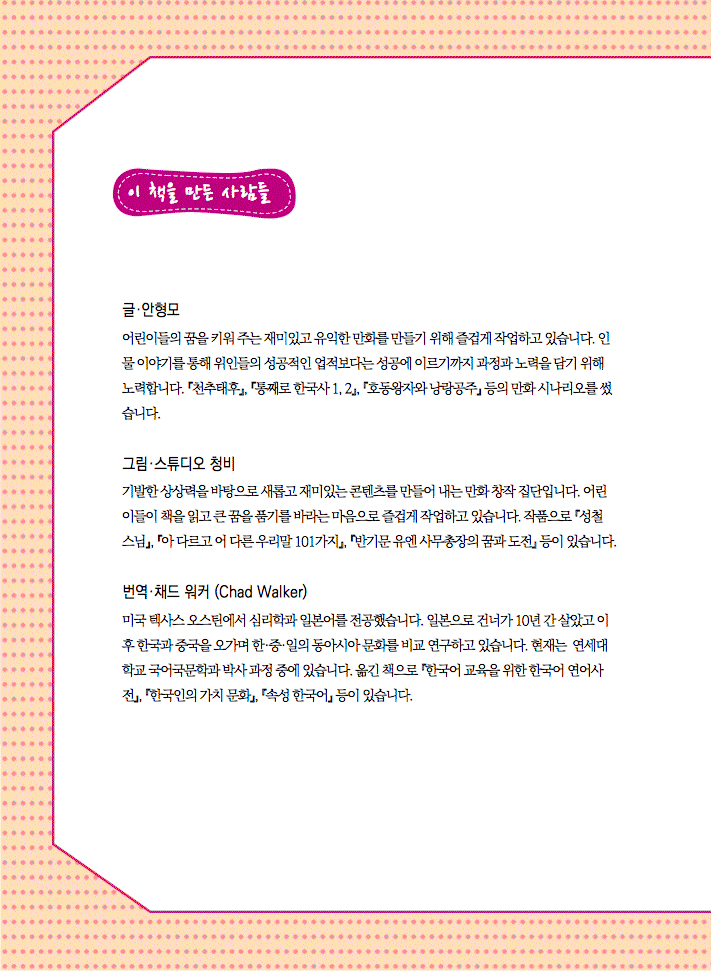 이 책을 만든 사람들
글·안형모
어린이들의 꿈을 키워 주는 재미있고 유익한 만화를 만들기 위해 즐겁게 작업하고 있습니다. 인
물 이야기를 통해 위인들의 성공적인 업적보다는 성공에 이르기까지 과정과 노력을 담기 위해
노력합니다. 『천추태후』, 『통째로 한국사 1, 2』, 『호동왕자와 낭랑공주』 등의 만화 시나리오를 썼
습니다.
그림·스튜디오 청비
기발한 상상력을 바탕으로 새롭고 재미있는 콘텐츠를 만들어 내는 만화 창작 집단입니다. 어린
이들이 책을 읽고 큰 꿈을 품기를 바라는 마음으로 즐겁게 작업하고 있습니다. 작품으로 『성철
스님』, 『아 다르고 어 다른 우리말 101가지』, 『반기문 유엔 사무총장의 꿈과 도전』 등이 있습니다.
번역·채드 워커 (Chad Walker)
미국 텍사스 오스틴에서 심리학과 일본어를 전공했습니다. 일본으로 건너가 10년 간 살았고 이
후 한국과 중국을 오가며 한·중·일의 동아시아 문화를 비교 연구하고 있습니다. 현재는 연세대
학교 국어국문학과 박사 과정 중에 있습니다. 옮긴 책으로 『한국어 교육을 위한 한국어 연어사
전』, 『한국인의 가치 문화』, 『속성 한국어』 등이 있습니다.